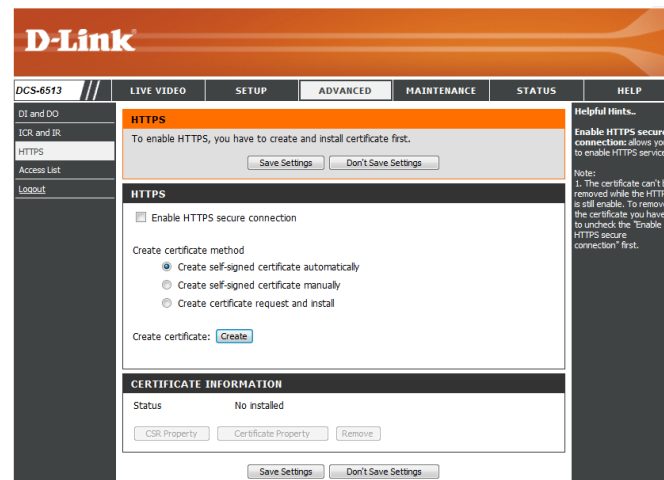 D-Link
DCS-6513
LIVE VIDEO
SETUP
ADVANCED
MAINTENANCE
STATUS
HELP
DI and DO
ICR and IR
HTTPS
Access List
Logout
HTTPS
To enable HTTPS, you have to create and install certificate first.
Save Settings
Don't Save Settings
HTTPS
Enable HTTPS secure connection
Create certificate method
Create self-signed certificate automatically
Create self-signed certificate manually
Create certificate request and install
Create certificate:
Create
CERTIFICATE INFORMATION
Status
No installed
CSR Property
Certificate Property
Remove
Save Settings
Don't Save Settings
Helpful Hints..
Enable HTTPS secure
connection: allows you
to enable HTTPS service
Note:
1. The certificate can't b
removed while the HTTP
is still enable. To remove
the certificate you have
to uncheck the "Enable
HTTPS secure
connection" first.